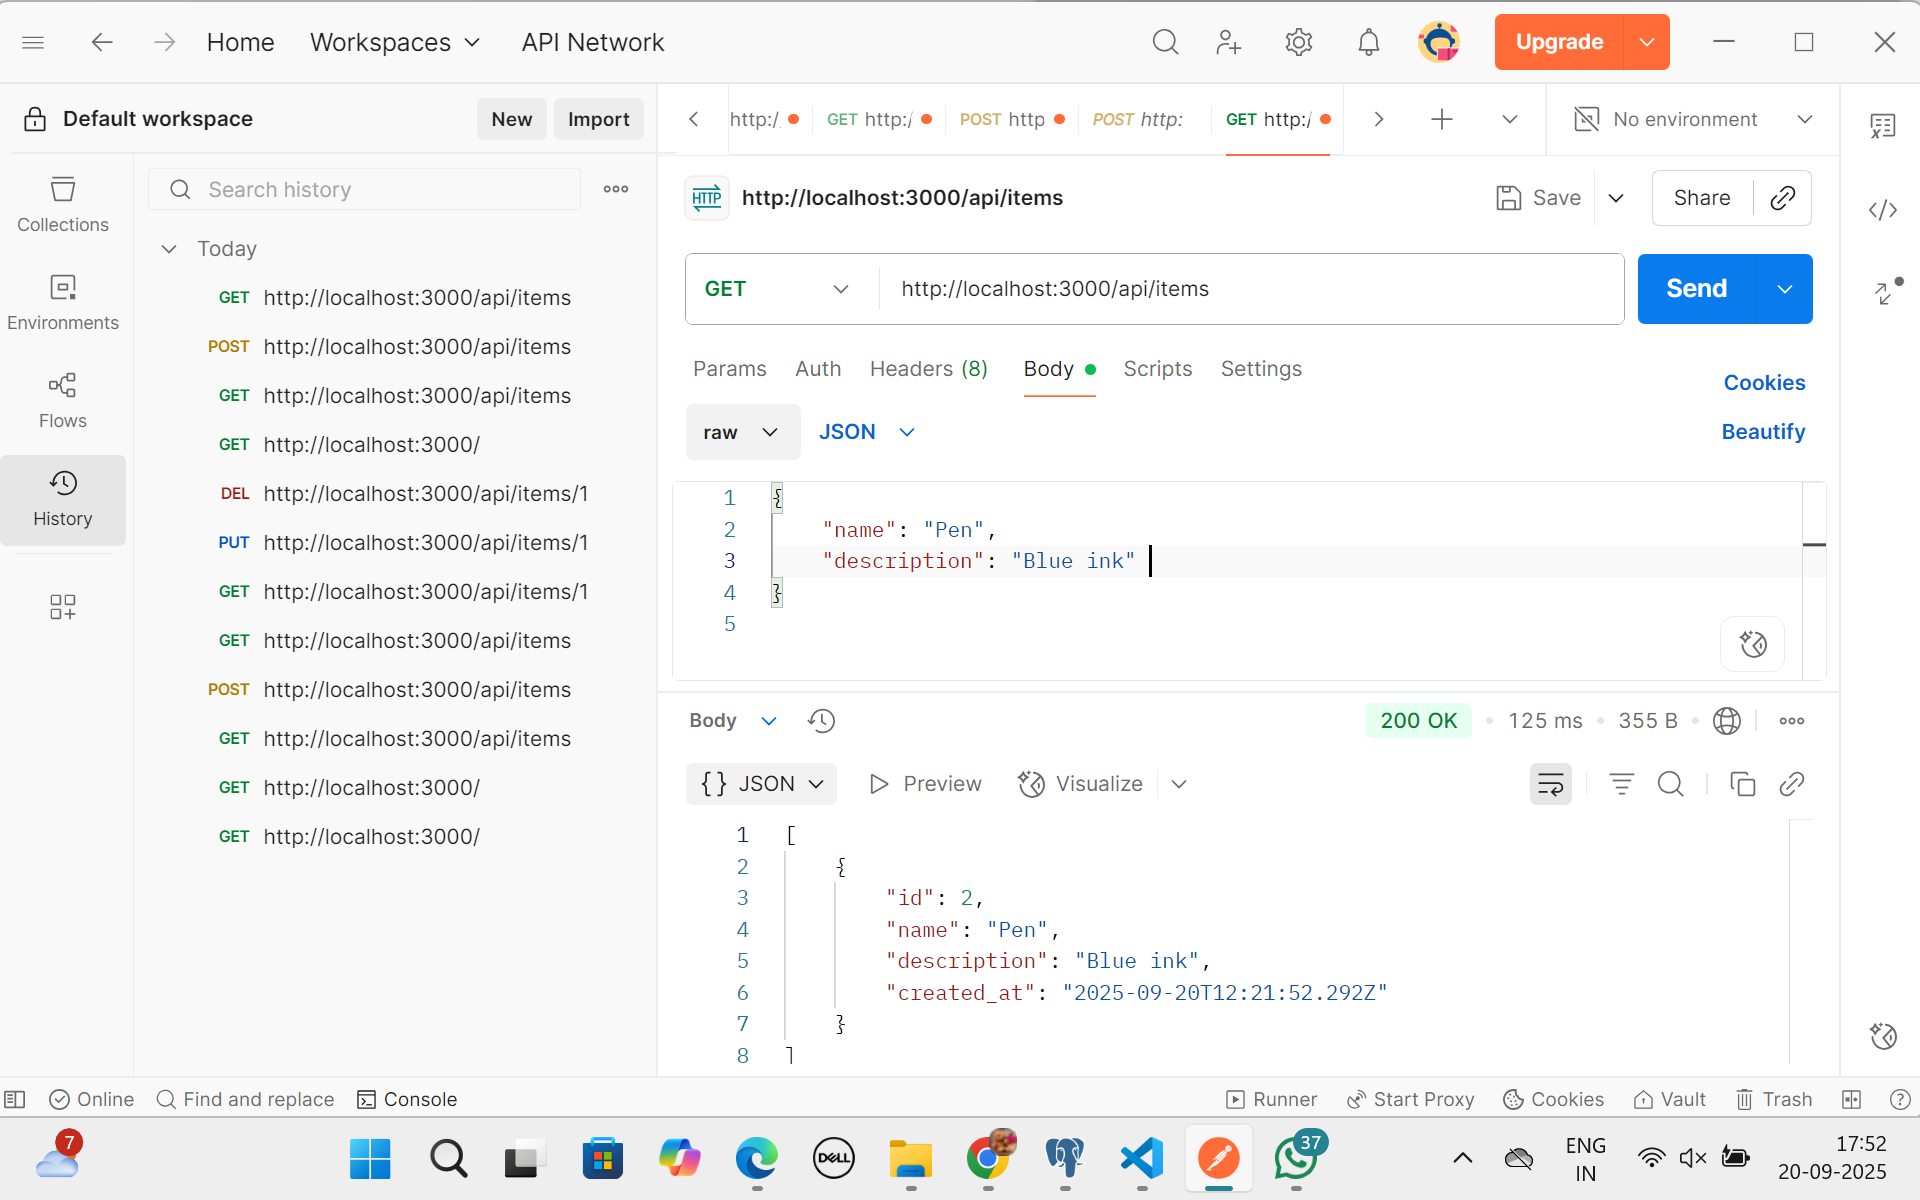 Home Workspaces API Network Upgrade
Default workspace New Import
http:/ GET http:/ POST http POST http: GET http:/ No environment
Collections
Environments
Flows
History
Search history
Today
GET http://localhost:3000/api/items
POST http://localhost:3000/api/items
GET http://localhost:3000/api/items
GET http://localhost:3000/
DEL http://localhost:3000/api/items/1
PUT http://localhost:3000/api/items/1
GET http://localhost:3000/api/items/1
GET http://localhost:3000/api/items
POST http://localhost:3000/api/items
GET http://localhost:3000/api/items
GET http://localhost:3000/
GET http://localhost:3000/
HTTP http://localhost:3000/api/items Save Share
GET http://localhost:3000/api/items Send
Params Auth Headers (8) Body Scripts Settings Cookies
raw JSON Beautify
1 {
2 "name": "Pen",
3 "description": "Blue ink"
4 }
5
Body 200 OK 125 ms 355 B
{} JSON Preview Visualize
1 [
2 {
3 "id": 2,
4 "name": "Pen",
5 "description": "Blue ink",
6 "created_at": "2025-09-20T12:21:52.292Z"
7 }
8 ]
Online Find and replace Console Runner Start Proxy Cookies Vault Trash
7 DELL 37 ENG 17:52
IN 20-09-2025